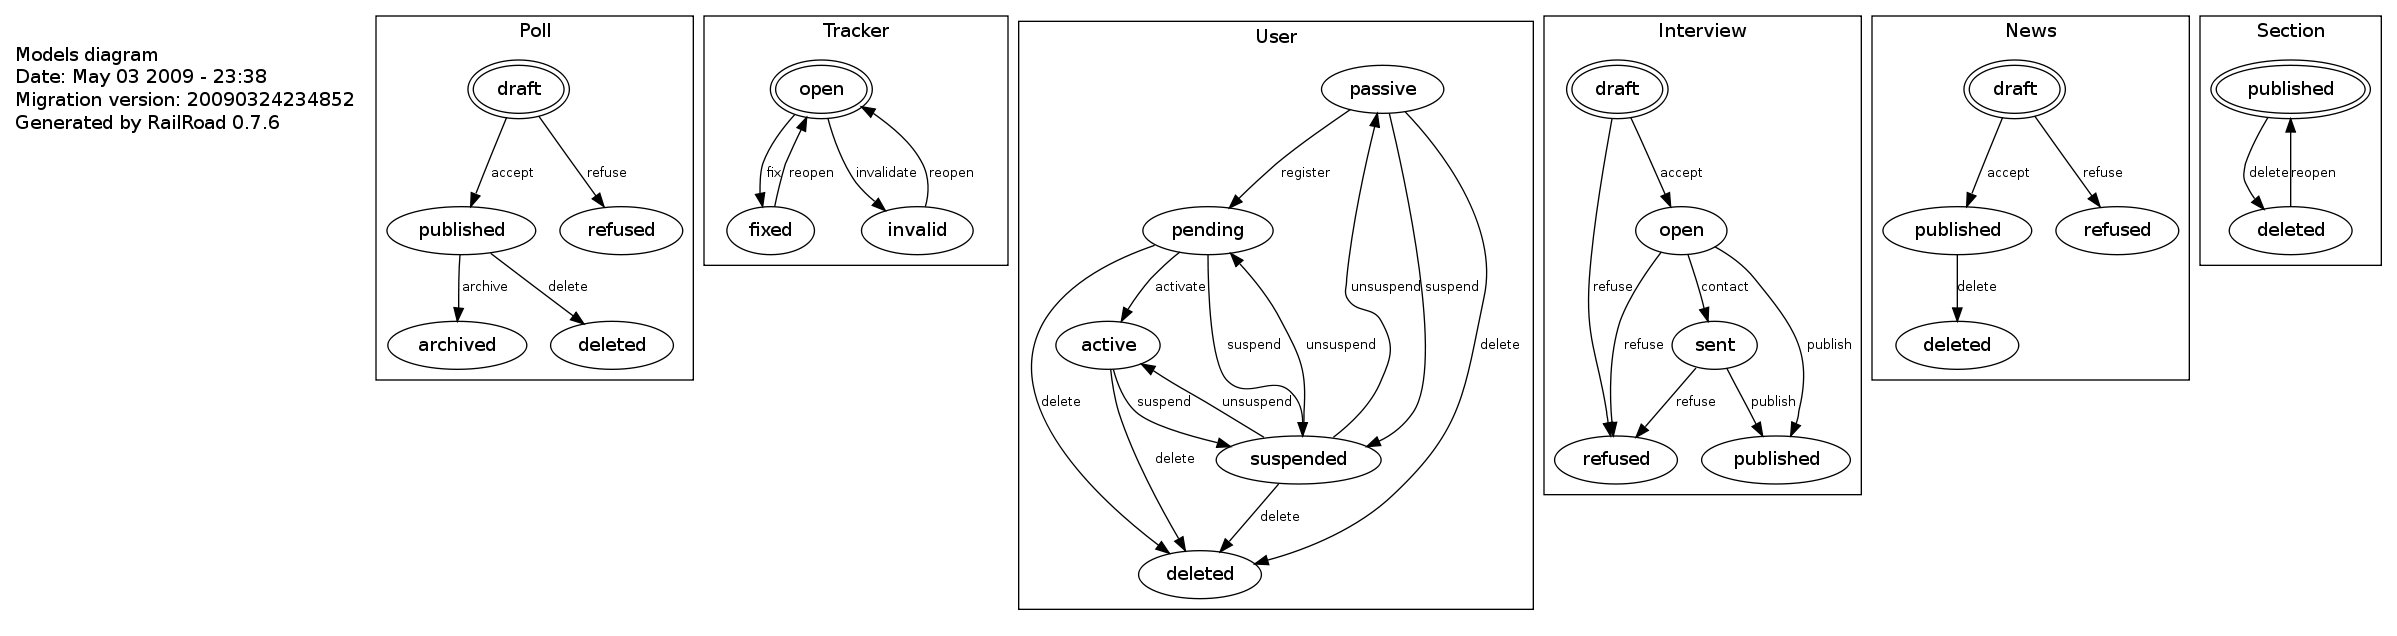 Models diagram
Date: May 03 2009 - 23:38
Migration version: 20090324234852
Generated by RailRoad 0.7.6
Poll
draft
accept
refuse
published
refused
archive
delete
archived
deleted
Tracker
open
fix
reopen
invalidate
reopen
fixed
invalid
User
passive
register
pending
activate
unsuspend
suspend
active
suspend
unsuspend
delete
delete
suspend
unsuspend
delete
suspended
delete
deleted
Interview
draft
accept
open
refuse
contact
sent
refuse
publish
refuse
publish
refused
published
News
draft
accept
refuse
published
refused
delete
deleted
Section
published
delete
reopen
deleted